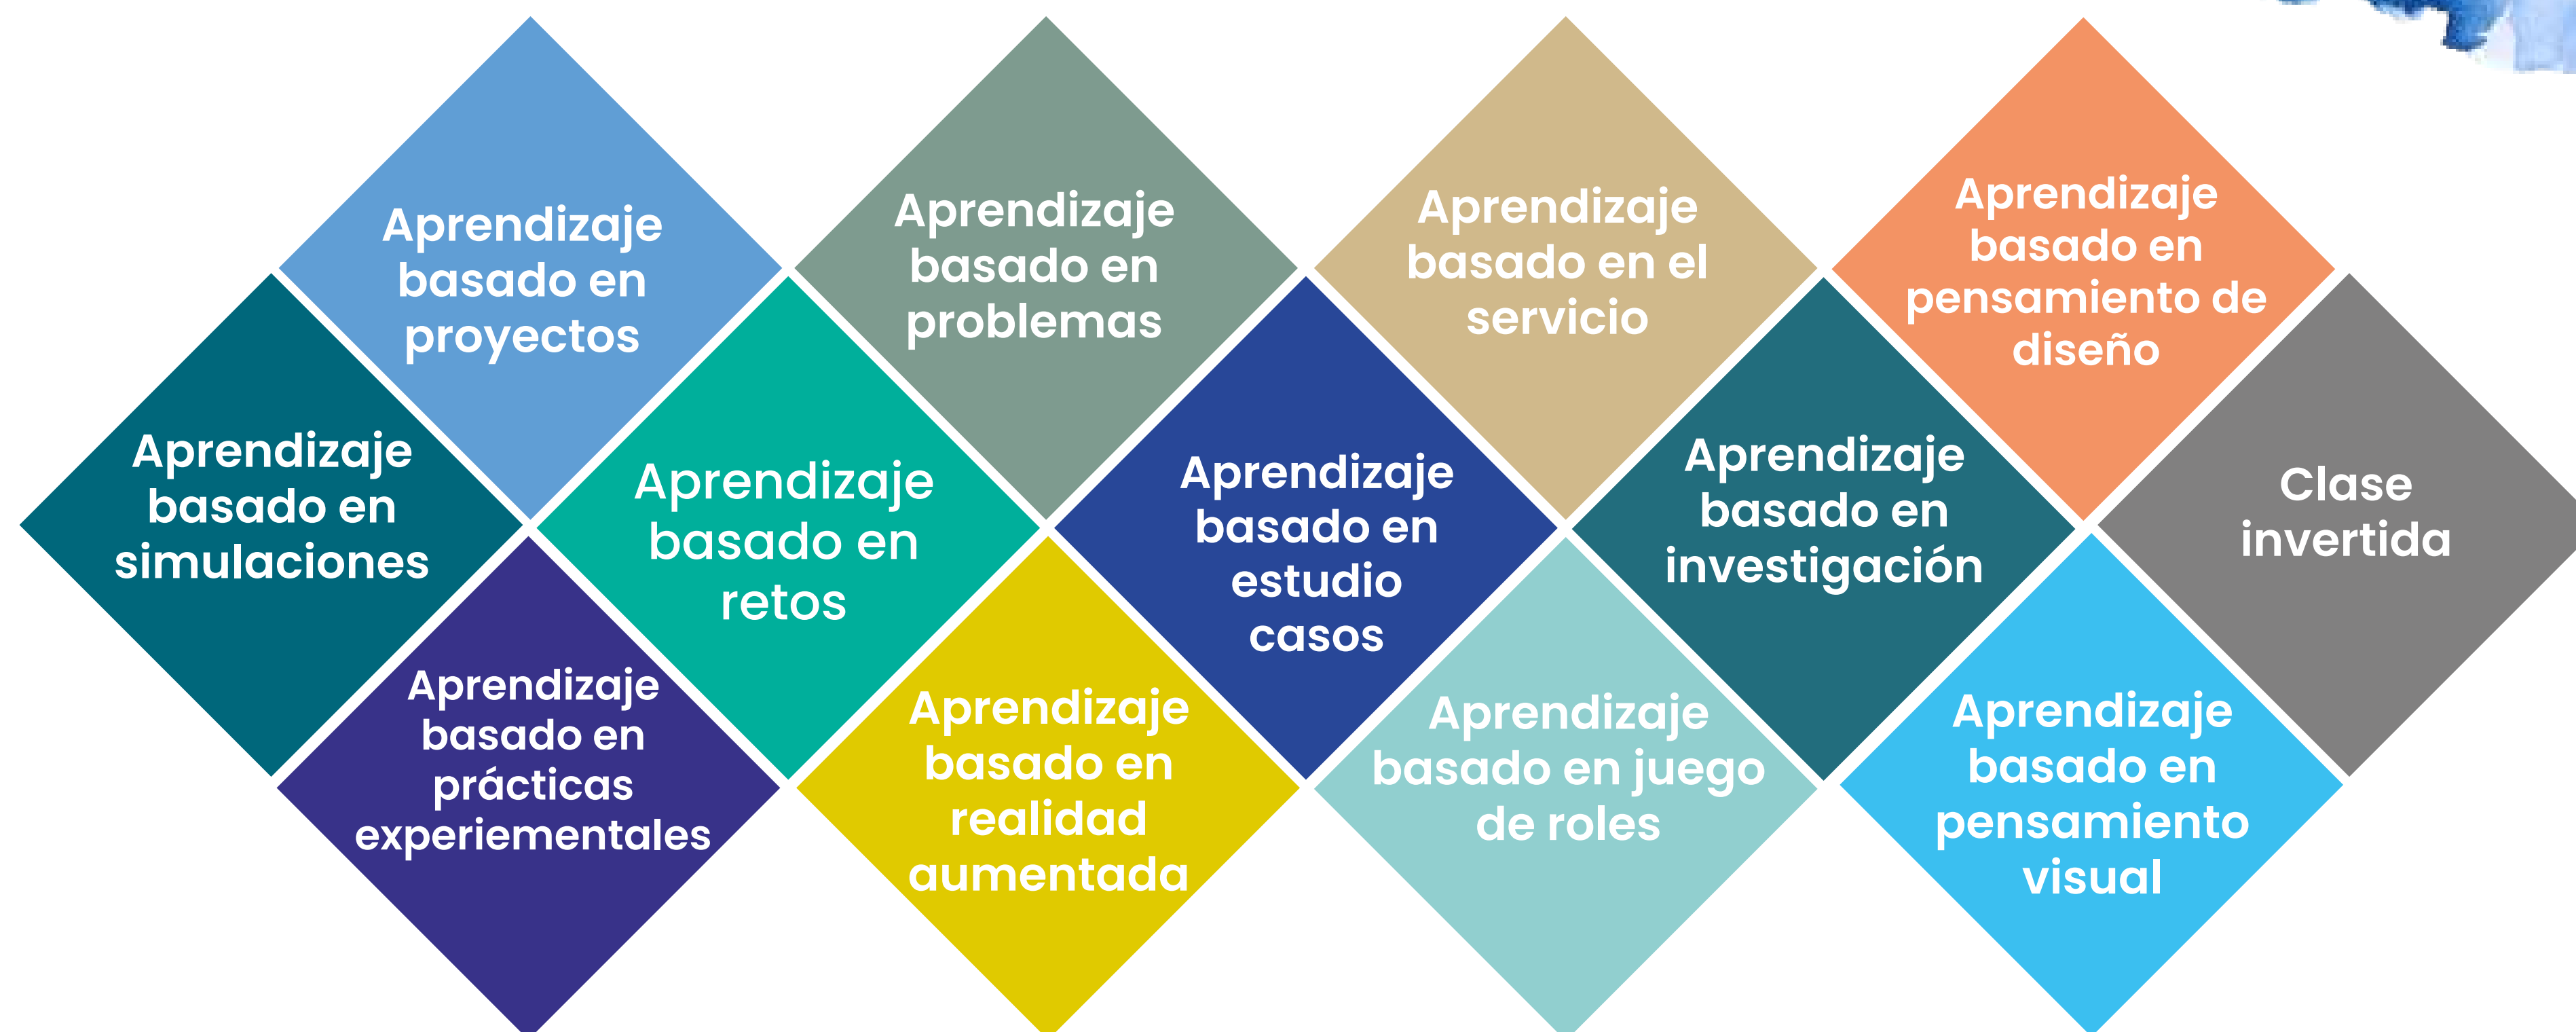 Aprendizaje
basado en
proyectos
Aprendizaje
basado en
problemas
Aprendizaje
basado en el
servicio
Aprendizaje
basado en
pensamiento de
diseño
Aprendizaje
basado en
simulaciones
Aprendizaje
basado en
retos
Aprendizaje
basado en
estudio
casos
Aprendizaje
basado en
investigación
Clase
invertida
Aprendizaje
basado en
prácticas
experiementales
Aprendizaje
basado en
realidad
aumentada
Aprendizaje
basado en juego
de roles
Aprendizaje
basado en
pensamiento
visual